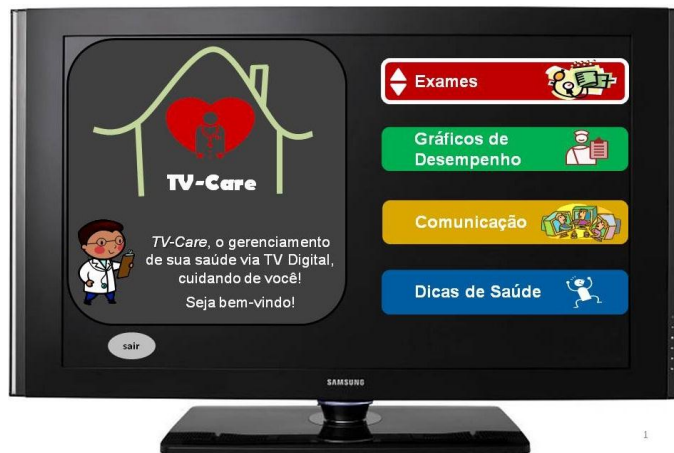 TV-Care
TV-Care, o gerenciamento
de sua saúde via TV Digital,
cuidando de você!
Seja bem-vindo!
sair
Exames
Gráficos de
Desempenho
Comunicação
Dicas de Saúde
SAMSUNG
1